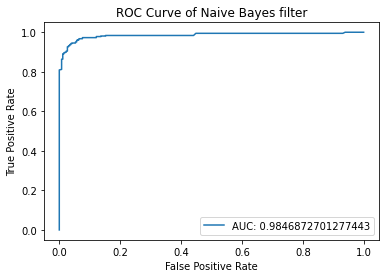 ROC Curve of Naive Bayes filter
1.0
0.8
0.6
0.4
0.2
0.0
True Positive Rate
AUC: 0.9846872701277443
0.0 0.2 0.4 0.6 0.8 1.0
False Positive Rate